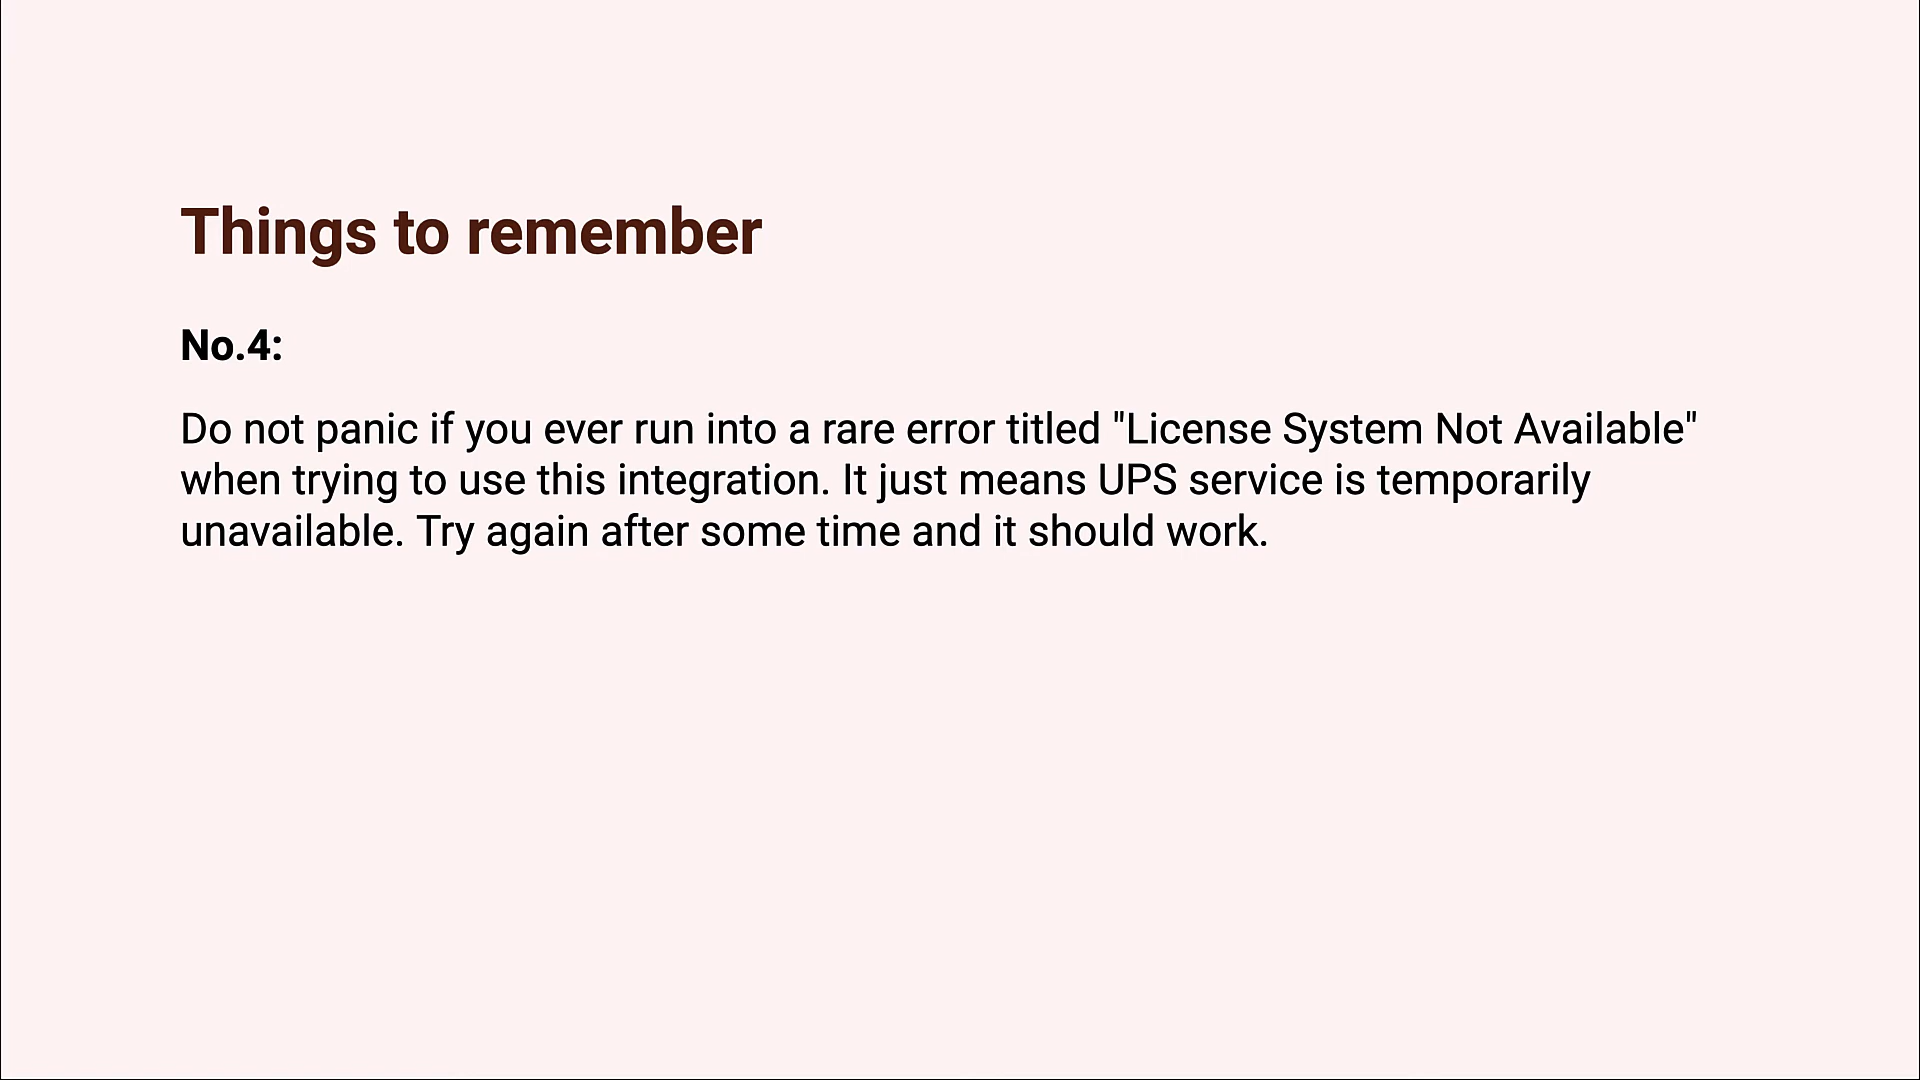 Things to remember
No.4:
Do not panic if you ever run into a rare error titled "License System Not Available"
when trying to use this integration. It just means UPS service is temporarily
unavailable. Try again after some time and it should work.